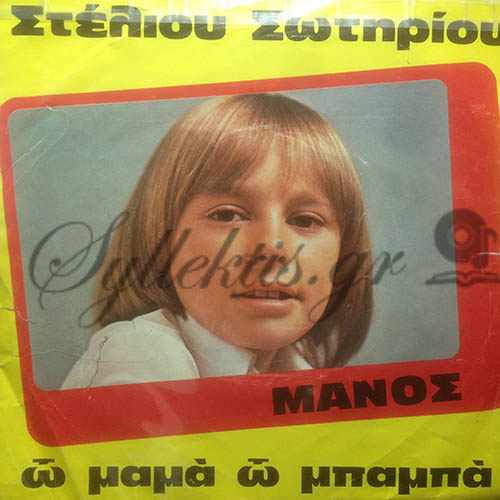 Στέλιου Σωτηρίου
Syllektis.gr
ΜΑΝΟΣ
ὦ μαμὰ ὦ μπαμπὰ